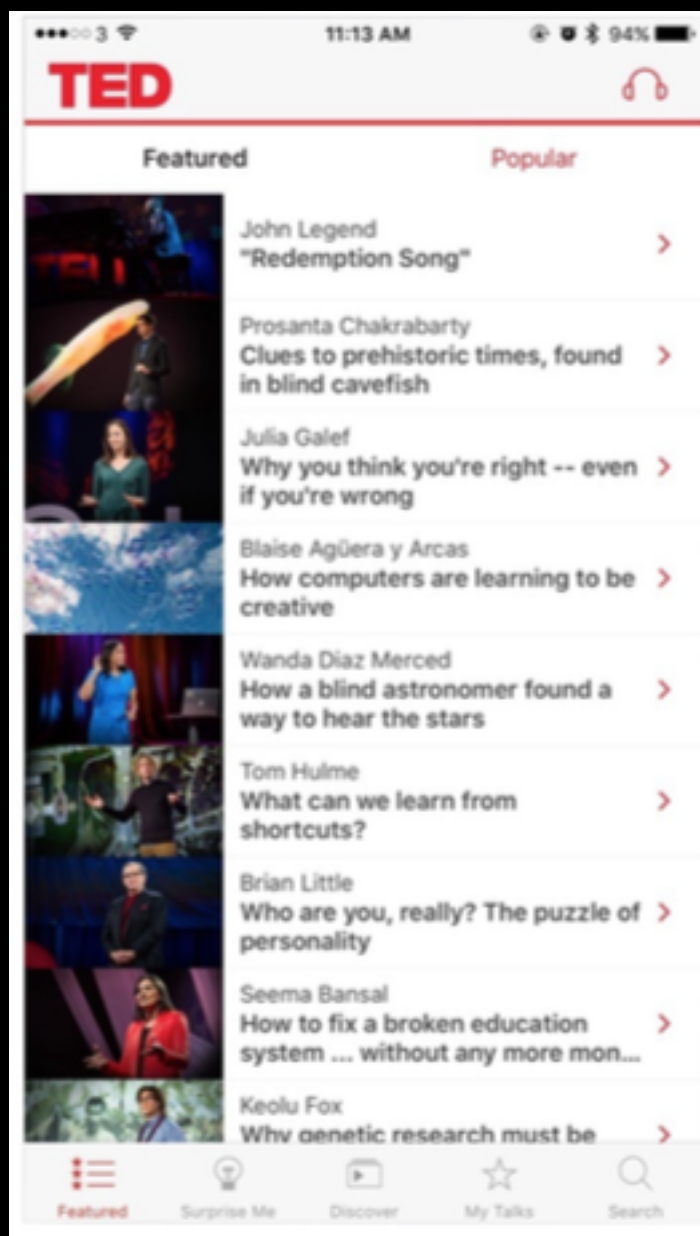 3 11:13 AM 94%
TED
Featured Popular
John Legend
"Redemption Song"
Prosanta Chakrabarty
Clues to prehistoric times, found
in blind cavefish
Julia Galef
Why you think you're right -- even
if you're wrong
Blaise Agüera y Arcas
How computers are learning to be
creative
Wanda Diaz Merced
How a blind astronomer found a
way to hear the stars
Tom Hulme
What can we learn from
shortcuts?
Brian Little
Who are you, really? The puzzle of
personality
Seema Bansal
How to fix a broken education
system ... without any more mon...
Keolu Fox
Why genetic research must be
Featured Surprise Me Discover My Talks Search